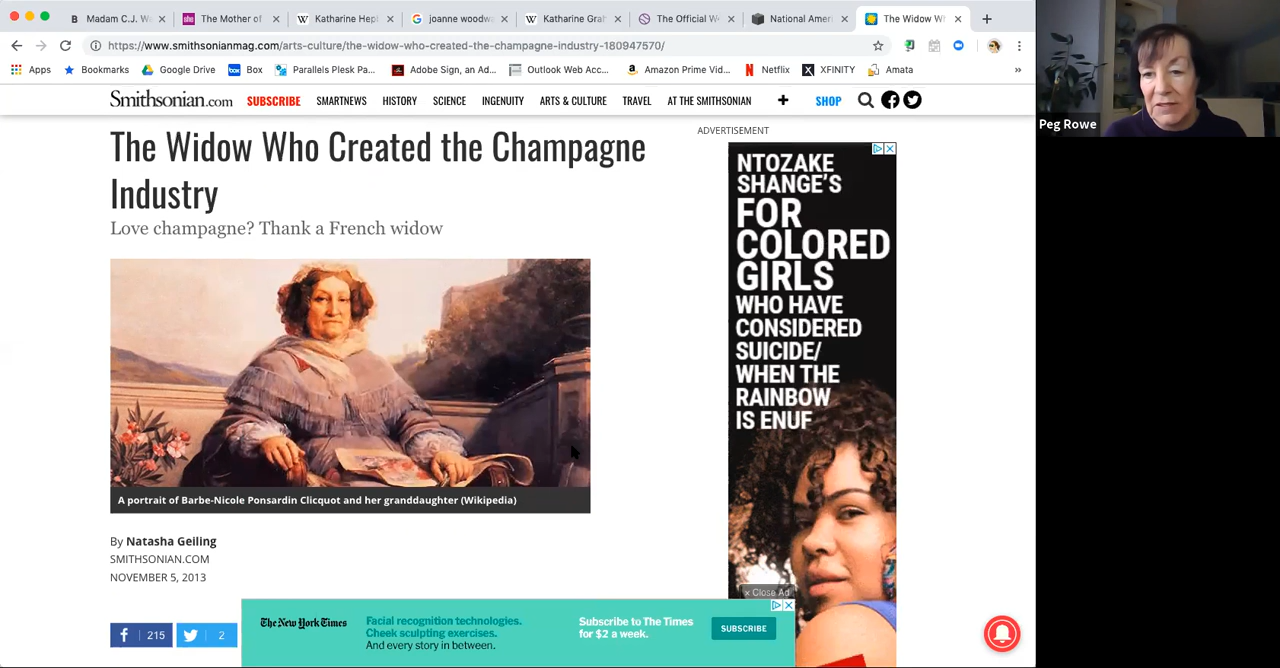 Madam C.J. Wa
The Mother of
Katharine Hepl
joanne woodwa
Katharine Grah
The Official We
National Ameri
The Widow Wh
https://www.smithsonianmag.com/arts-culture/the-widow-who-created-the-champagne-industry-180947570/
Apps Bookmarks Google Drive Box Parallels Plesk Pa... Adobe Sign, an Ad... Outlook Web Acc... Amazon Prime Vid... Netflix XFINITY Amata »
Peg Rowe
Smithsonian.com SUBSCRIBE SMARTNEWS HISTORY SCIENCE INGENUITY ARTS & CULTURE TRAVEL AT THE SMITHSONIAN + SHOP
The Widow Who Created the Champagne
Industry
Love champagne? Thank a French widow
A portrait of Barbe-Nicole Ponsardin Clicquot and her granddaughter (Wikipedia)
By Natasha Geiling
SMITHSONIAN.COM
NOVEMBER 5, 2013
215
2
ADVERTISEMENT
NTOZAKE
SHANGE'S
FOR
COLORED
GIRLS
WHO HAVE
CONSIDERED
SUICIDE/
WHEN THE
RAINBOW
IS ENUF
× Close Ad
The New York Times
Facial recognition technologies.
Cheek sculpting exercises.
And every story in between.
Subscribe to The Times
for $2 a week.
SUBSCRIBE